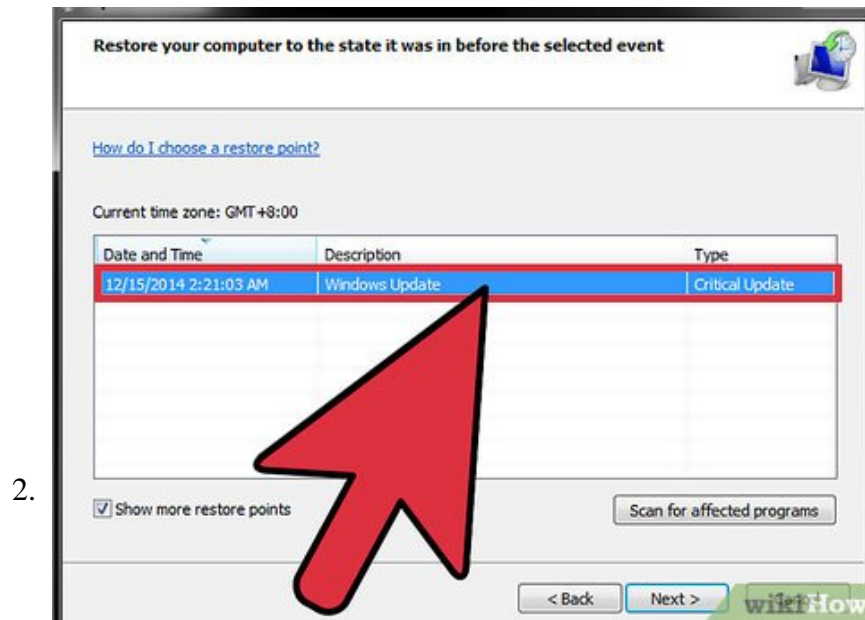 Restore your computer to the state it was in before the selected event
How do I choose a restore point?
Current time zone: GMT+8:00
Date and Time Description Type
12/15/2014 2:21:03 AM Windows Update Critical Update
2.
Show more restore points Scan for affected programs
< Back Next >
wikiHow